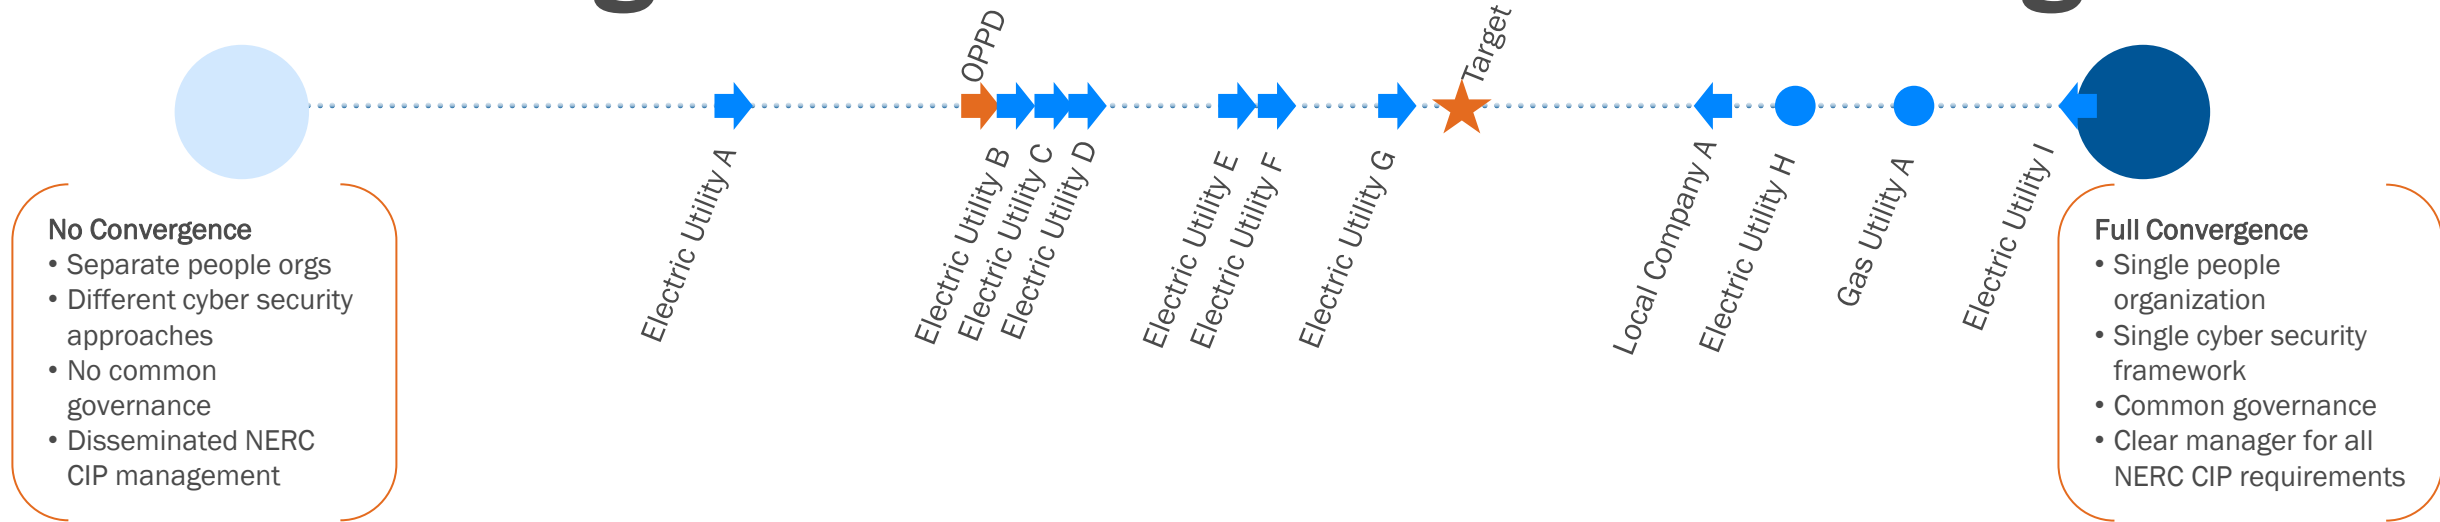 OPPD
Target
Electric Utility A
Electric Utility B
Electric Utility C
Electric Utility D
Electric Utility E
Electric Utility F
Electric Utility G
Local Company A
Electric Utility H
Gas Utility A
Electric Utility I
No Convergence
• Separate people orgs
• Different cyber security
approaches
• No common
governance
• Disseminated NERC
CIP management
Full Convergence
• Single people
organization
• Single cyber security
framework
• Common governance
• Clear manager for all
NERC CIP requirements